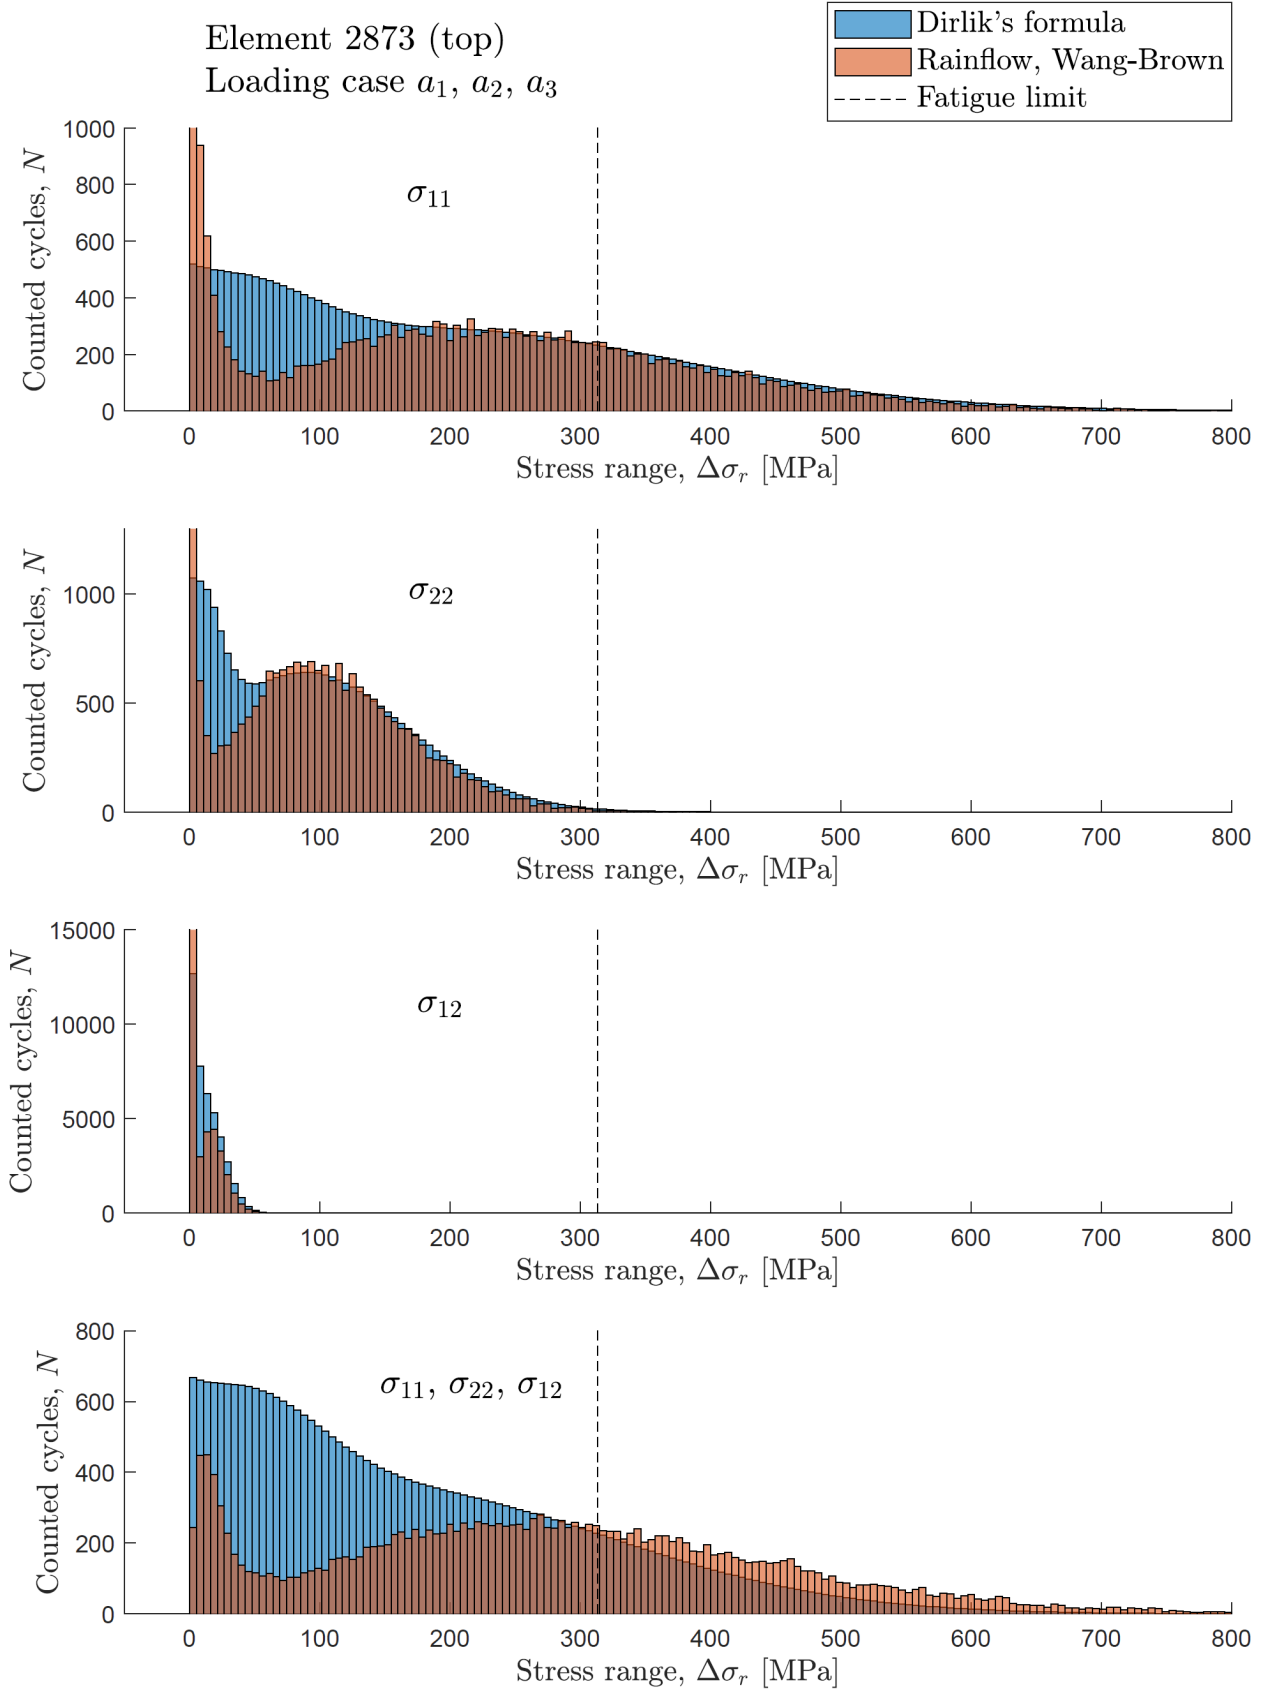 Element 2873 (top)
Loading case a₁, a₂, a₃
Dirlik's formula
Rainflow, Wang-Brown
Fatigue limit
σ₁₁
Counted cycles, N
1000
800
600
400
200
0
0 100 200 300 400 500 600 700 800
Stress range, Δσᵣ [MPa]
σ₂₂
Counted cycles, N
1000
500
0
0 100 200 300 400 500 600 700 800
Stress range, Δσᵣ [MPa]
σ₁₂
Counted cycles, N
15000
10000
5000
0
0 100 200 300 400 500 600 700 800
Stress range, Δσᵣ [MPa]
σ₁₁, σ₂₂, σ₁₂
Counted cycles, N
800
600
400
200
0
0 100 200 300 400 500 600 700 800
Stress range, Δσᵣ [MPa]